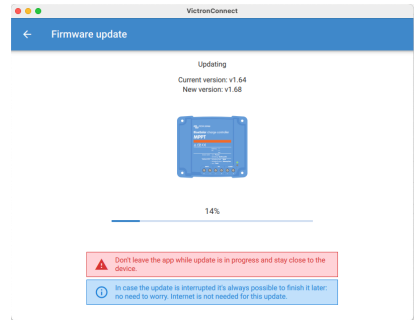 VictronConnect
Firmware update
Updating
Current version: v1.64
New version: v1.68
MPPT
14%
Don't leave the app while update is in progress and stay close to the
device.
In case the update is interrupted it's always possible to finish it later:
no need to worry. Internet is not needed for this update.